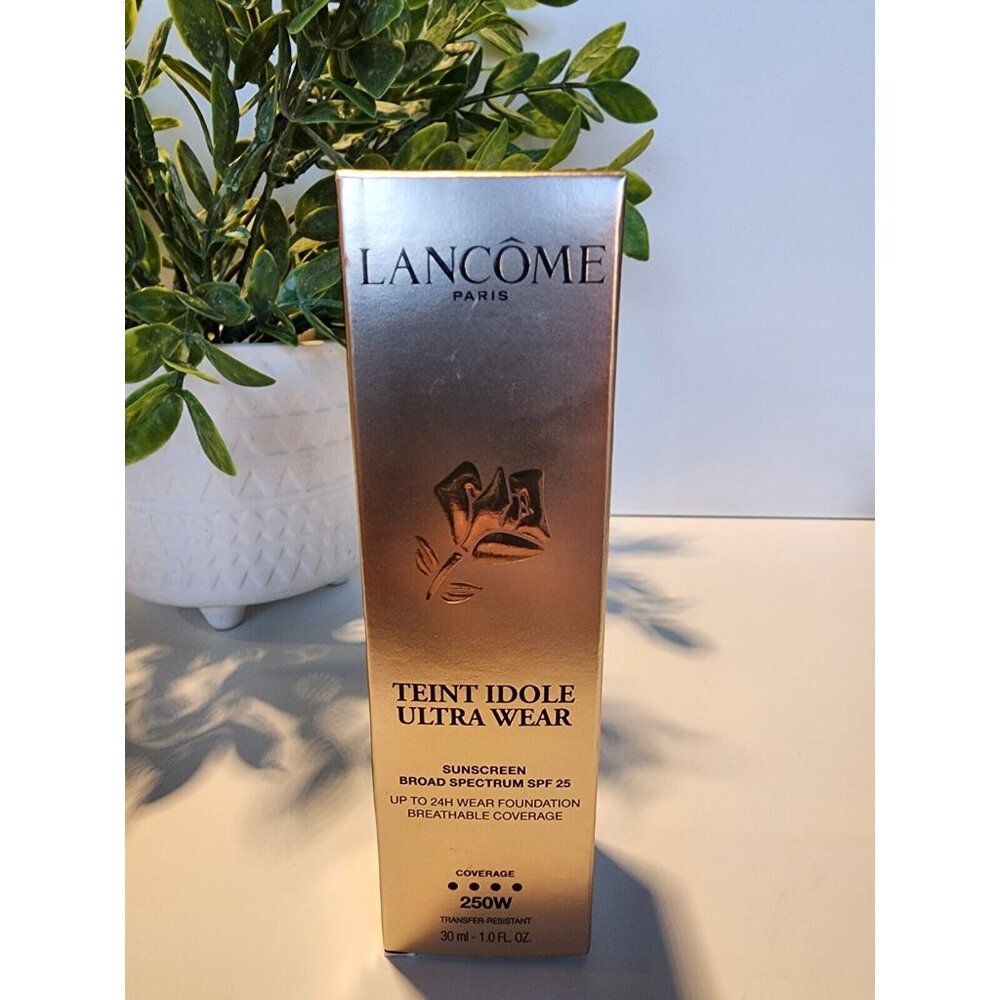 LANCÔME
PARIS
TEINT IDOLE
ULTRA WEAR
SUNSCREEN
BROAD SPECTRUM SPF 25
UP TO 24H WEAR FOUNDATION
BREATHABLE COVERAGE
COVERAGE
250W
TRANSFER-RESISTANT
30 ml - 1.0 FL. OZ.